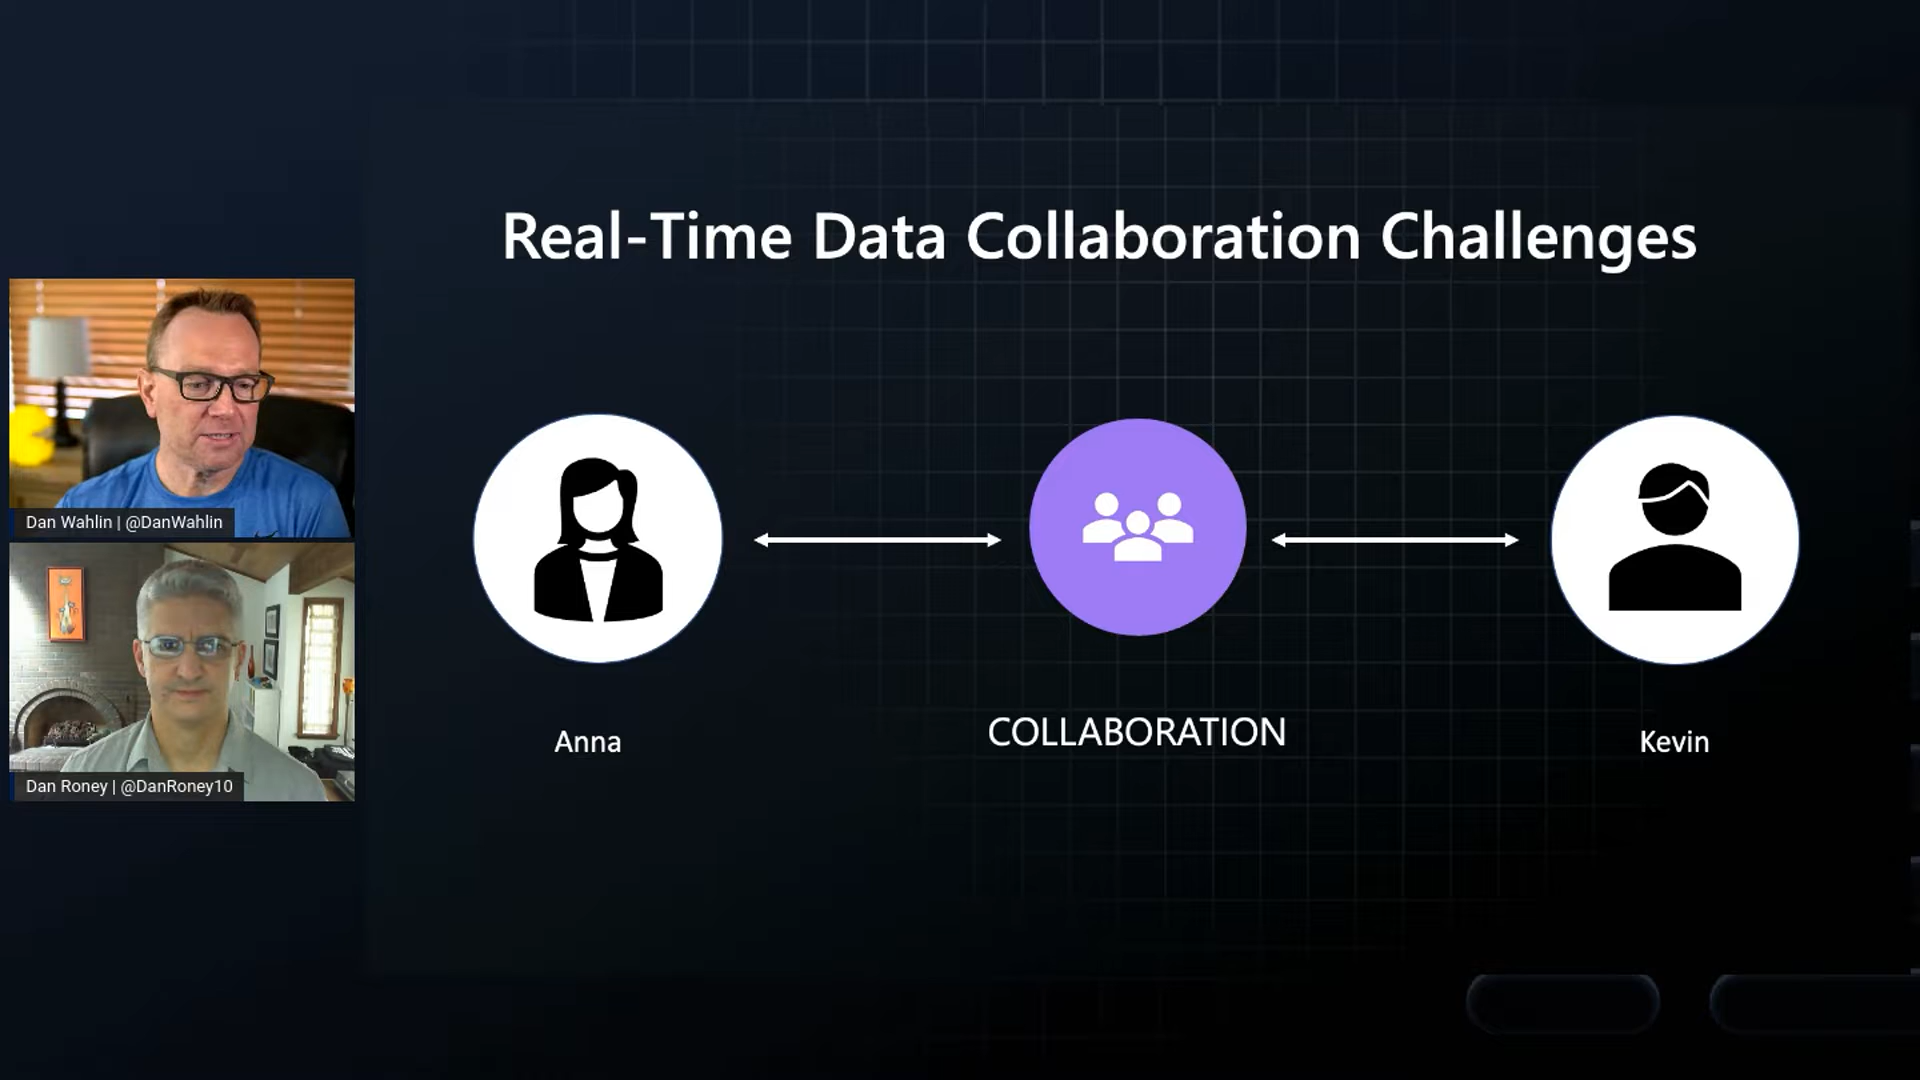 Real-Time Data Collaboration Challenges
Dan Wahlin | @DanWahlin
Dan Roney | @DanRoney10
Anna
COLLABORATION
Kevin